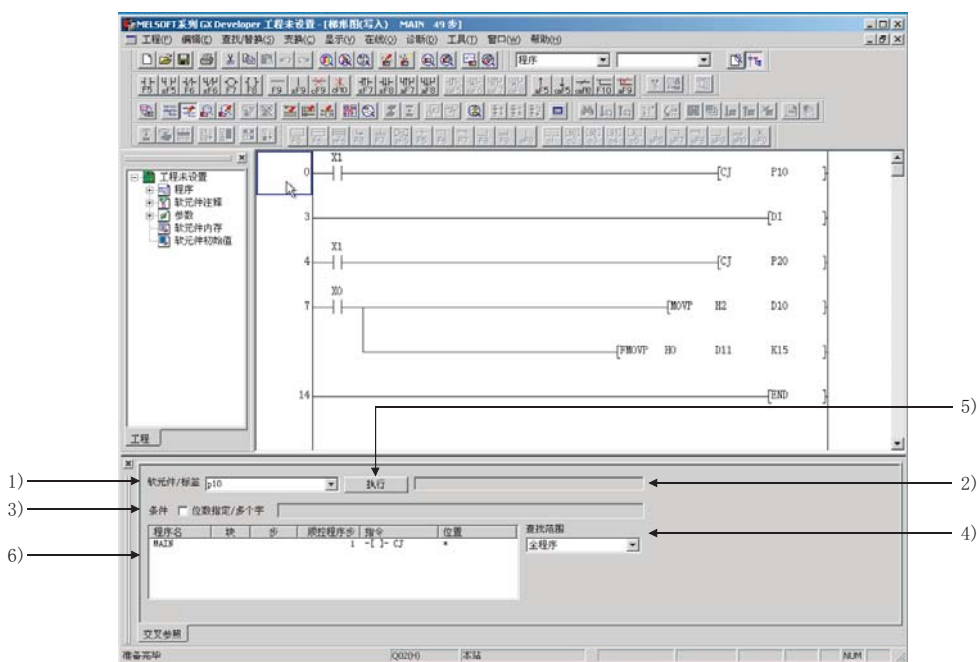 MELSOFT系列 GX Developer 工程未设置 - [梯形图(写入) MAIN 49 步]
工程(F) 编辑(E) 查找/替换(S) 变换(C) 显示(V) 在线(O) 诊断(D) 工具(T) 窗口(W) 帮助(H)
程序
工程未设置
程序
软元件注释
参数
软元件内存
软元件初始值
工程
X1
0 [CJ P10 ]
3 [DI ]
X1
4 [CJ P20 ]
X0
7 [MOVP H2 D10 ]
[FMOVP H0 D11 K15 ]
14 [END ]
5)
1) 软元件/标签 p10 执行 2)
3) 条件 位数指定/多个字
程序名 块 步 顺控程序步 指令 位置 查找范围
MAIN 1 -[ ]- CJ * 全程序 4)
6)
交叉参照
准备完毕 Q02(H) 本站 NUM